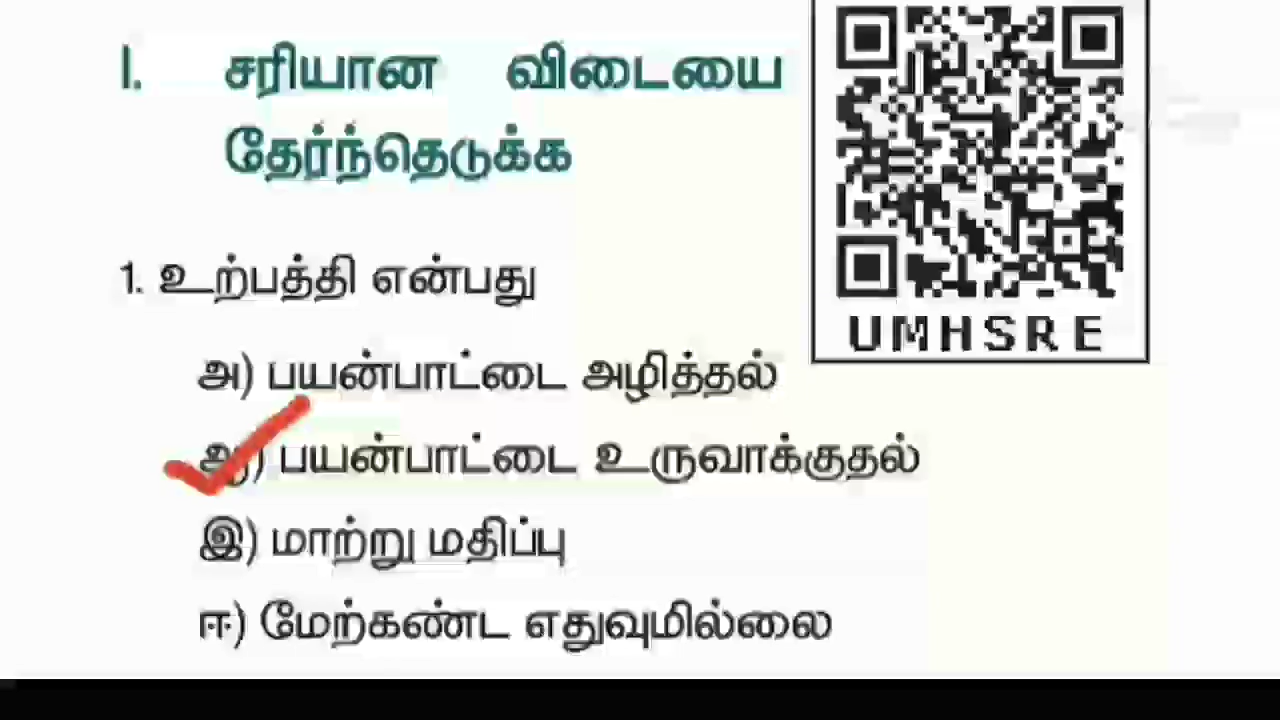 I. சரியான விடையை
தேர்ந்தெடுக்க
UMHSRE
1. உற்பத்தி என்பது
அ) பயன்பாட்டை அழித்தல்
ஆ) பயன்பாட்டை உருவாக்குதல்
இ) மாற்று மதிப்பு
ஈ) மேற்கண்ட எதுவுமில்லை